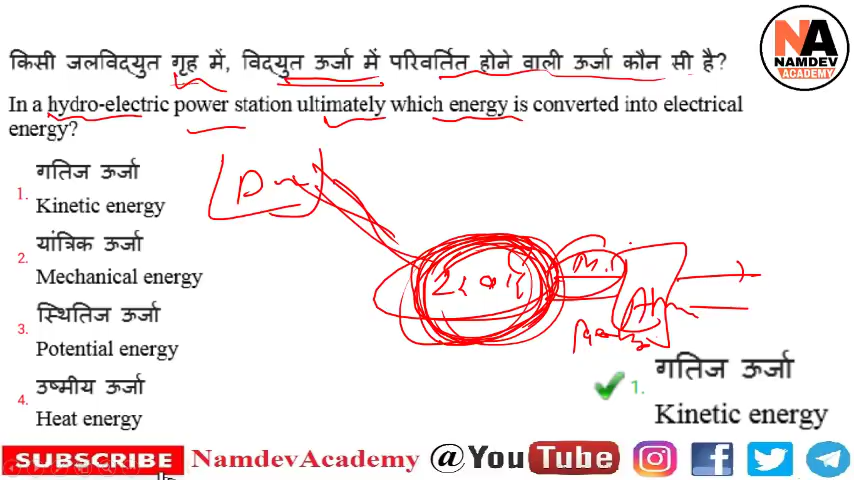 NA
NAMDEV
ACADEMY
किसी जलविद्युत गृह में, विद्युत ऊर्जा में परिवर्तित होने वाली ऊर्जा कौन सी है?
In a hydro-electric power station ultimately which energy is converted into electrical
energy?
1. गतिज ऊर्जा
Kinetic energy
2. यांत्रिक ऊर्जा
Mechanical energy
3. स्थितिज ऊर्जा
Potential energy
4. उष्मीय ऊर्जा
Heat energy
1. गतिज ऊर्जा
Kinetic energy
SUBSCRIBE NamdevAcademy @YouTube